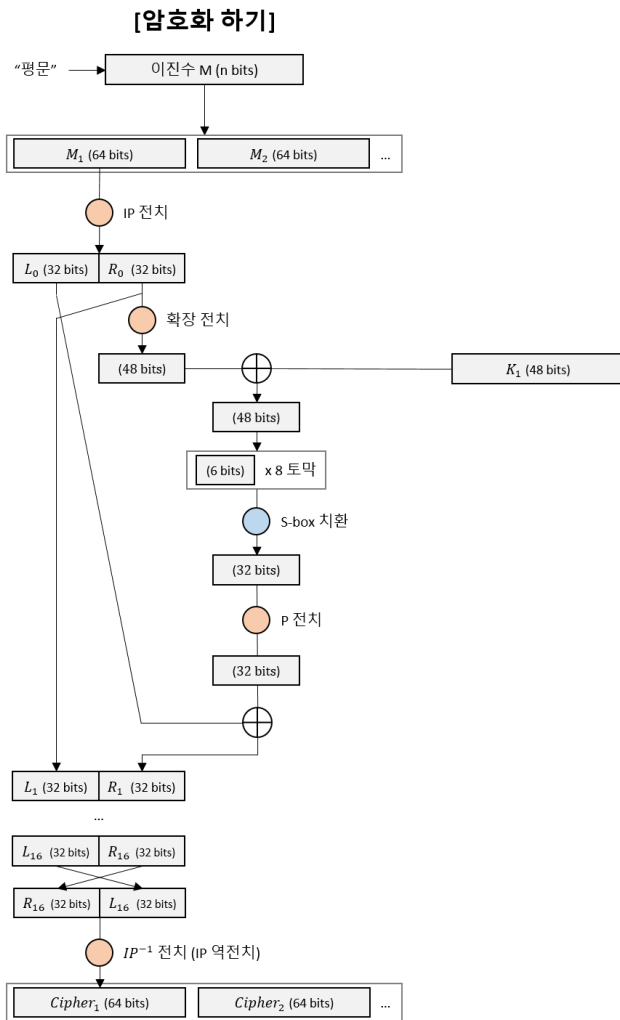 [암호화 하기]
“평문” 이진수 M (n bits)
M₁ (64 bits) M₂ (64 bits) ...
IP 전치
L₀ (32 bits) R₀ (32 bits)
확장 전치
(48 bits) K₁ (48 bits)
(48 bits)
(6 bits) x 8 토막
S-box 치환
(32 bits)
P 전치
(32 bits)
L₁ (32 bits) R₁ (32 bits)
...
L₁₆ (32 bits) R₁₆ (32 bits)
R₁₆ (32 bits) L₁₆ (32 bits)
IP⁻¹ 전치 (IP 역전치)
Cipher₁ (64 bits) Cipher₂ (64 bits) ...